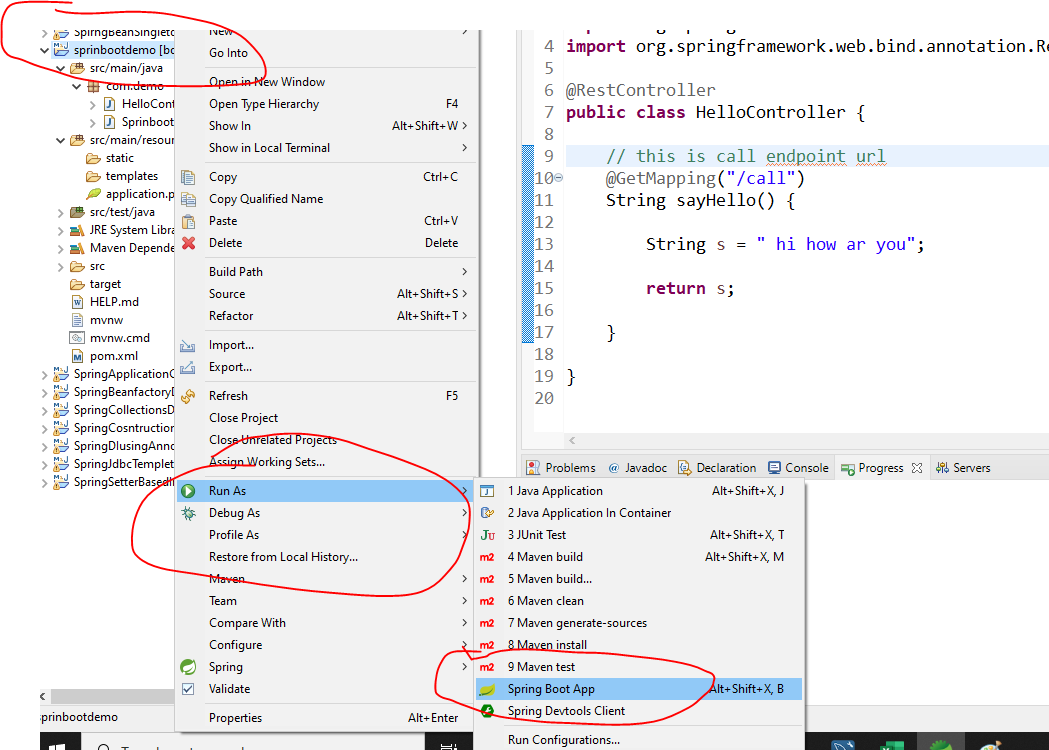 SpringBeanSingleto
sprinbootdemo [bo
src/main/java
com.demo
HelloCont
Sprinboot
src/main/resour
static
templates
application.p
src/test/java
JRE System Libra
Maven Depende
src
target
HELP.md
mvnw
mvnw.cmd
pom.xml
SpringApplicationC
SpringBeanfactoryD
SpringCollectionsD
SpringCosntruction
SpringDIusingAnno
SpringJdbcTemplet
SpringSetterBasedI
sprinbootdemo
New
Go Into
Open in New Window
Open Type Hierarchy F4
Show In Alt+Shift+W >
Show in Local Terminal >
Copy Ctrl+C
Copy Qualified Name
Paste Ctrl+V
Delete Delete
Build Path >
Source Alt+Shift+S >
Refactor Alt+Shift+T >
Import...
Export...
Refresh F5
Close Project
Close Unrelated Projects
Assign Working Sets...
Run As >
Debug As >
Profile As >
Restore from Local History...
Maven >
Team >
Compare With >
Configure >
Spring >
Validate
Properties Alt+Enter
1 Java Application Alt+Shift+X, J
2 Java Application In Container
3 JUnit Test Alt+Shift+X, T
4 Maven build Alt+Shift+X, M
5 Maven build...
6 Maven clean
7 Maven generate-sources
8 Maven install
9 Maven test
Spring Boot App Alt+Shift+X, B
Spring Devtools Client
Run Configurations...
4 import org.springframework.web.bind.annotation.Re
5
6 @RestController
7 public class HelloController {
8
9 // this is call endpoint url
10 @GetMapping("/call")
11 String sayHello() {
12
13 String s = " hi how ar you";
14
15 return s;
16
17 }
18
19 }
20
Problems @ Javadoc Declaration Console Progress Servers